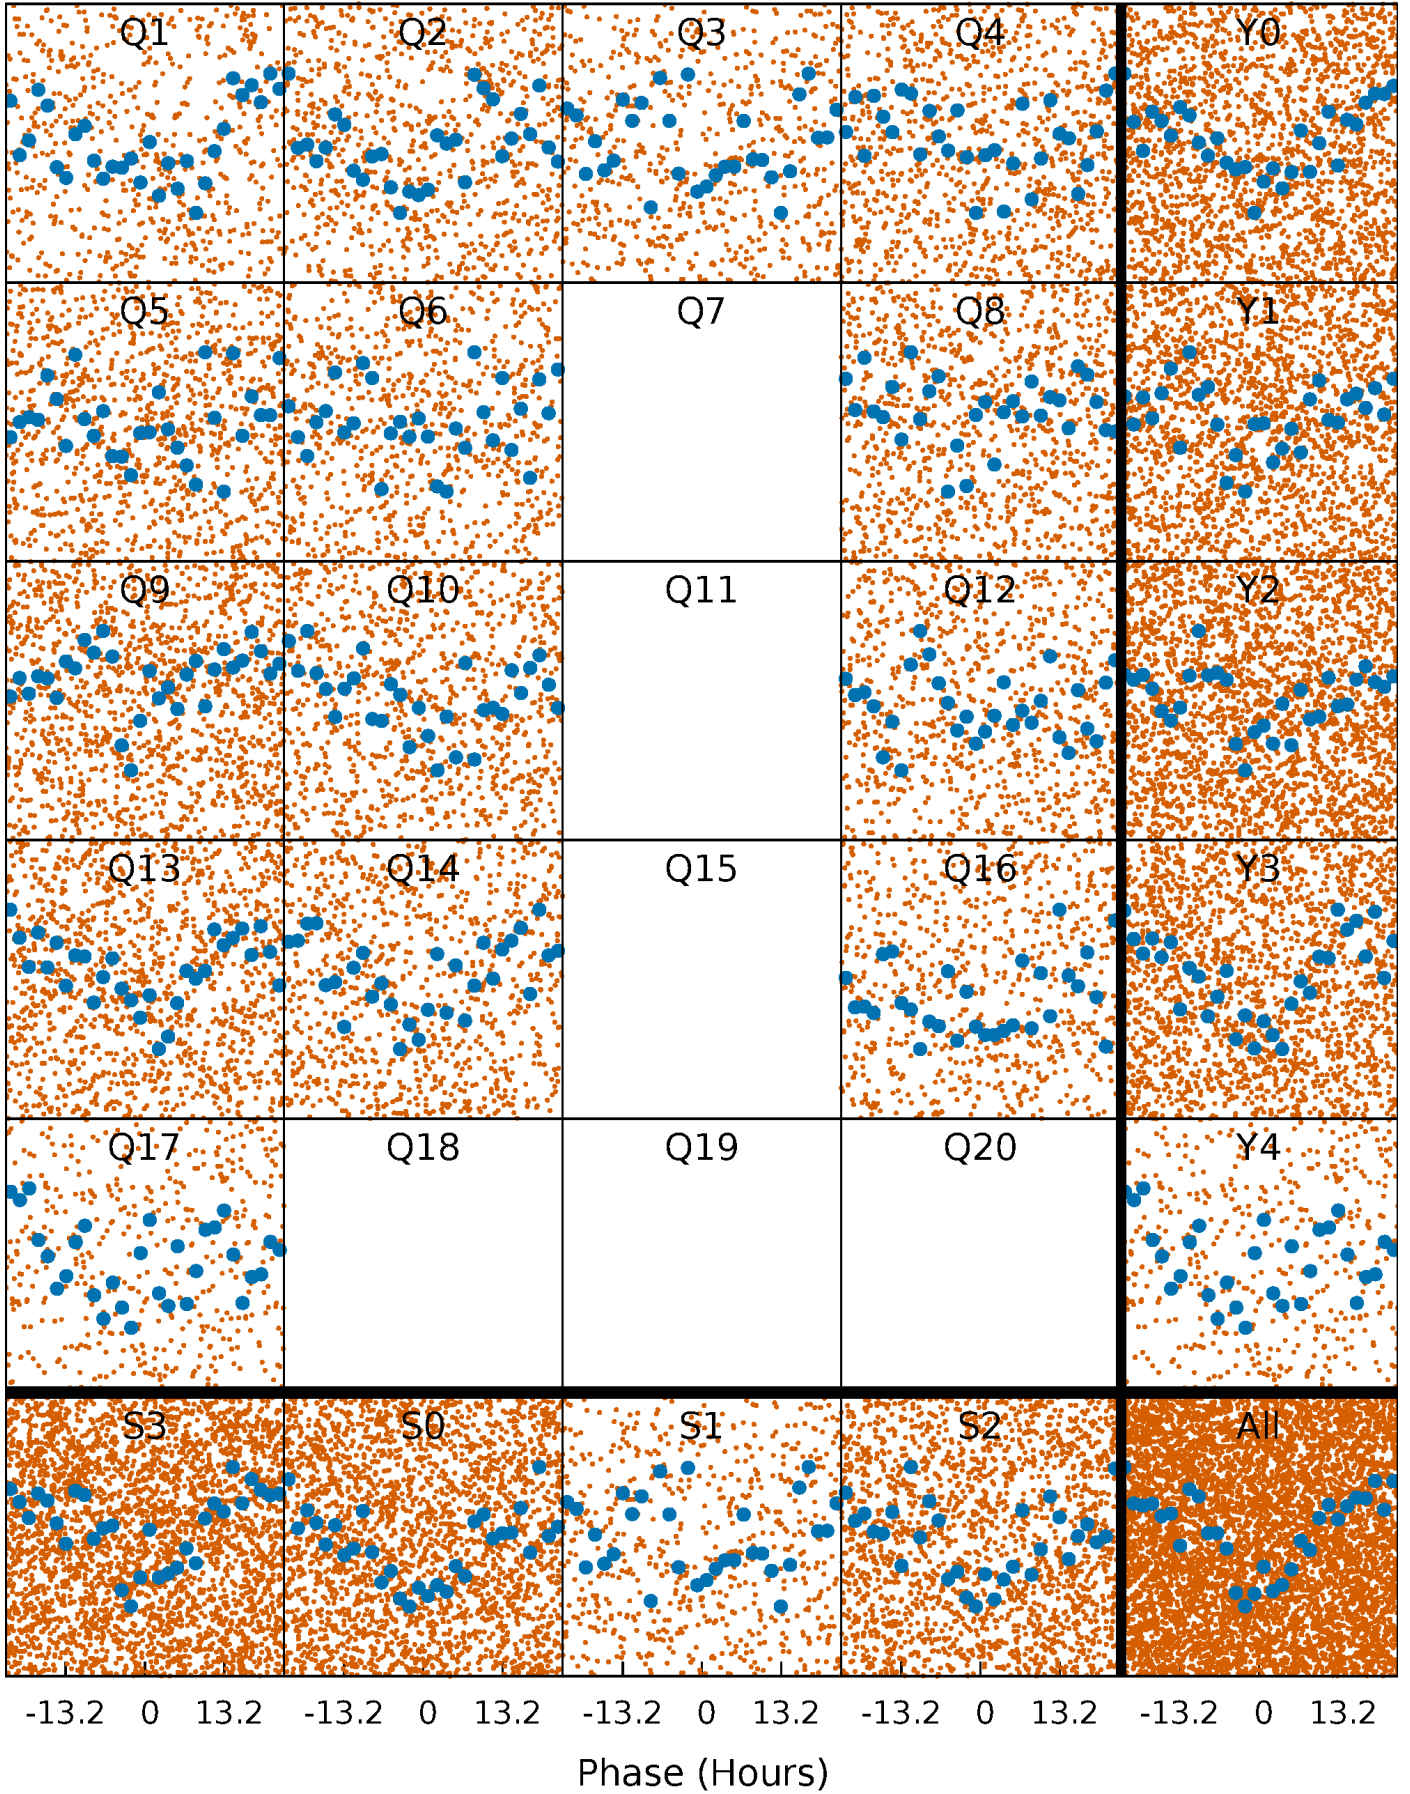 Q1 Q2 Q3 Q4 Y0
Q5 Q6 Q7 Q8 Y1
Q9 Q10 Q11 Q12 Y2
Q13 Q14 Q15 Q16 Y3
Q17 Q18 Q19 Q20 Y4
S3 S0 S1 S2 All
-13.2 0 13.2 -13.2 0 13.2 -13.2 0 13.2 -13.2 0 13.2 -13.2 0 13.2
Phase (Hours)